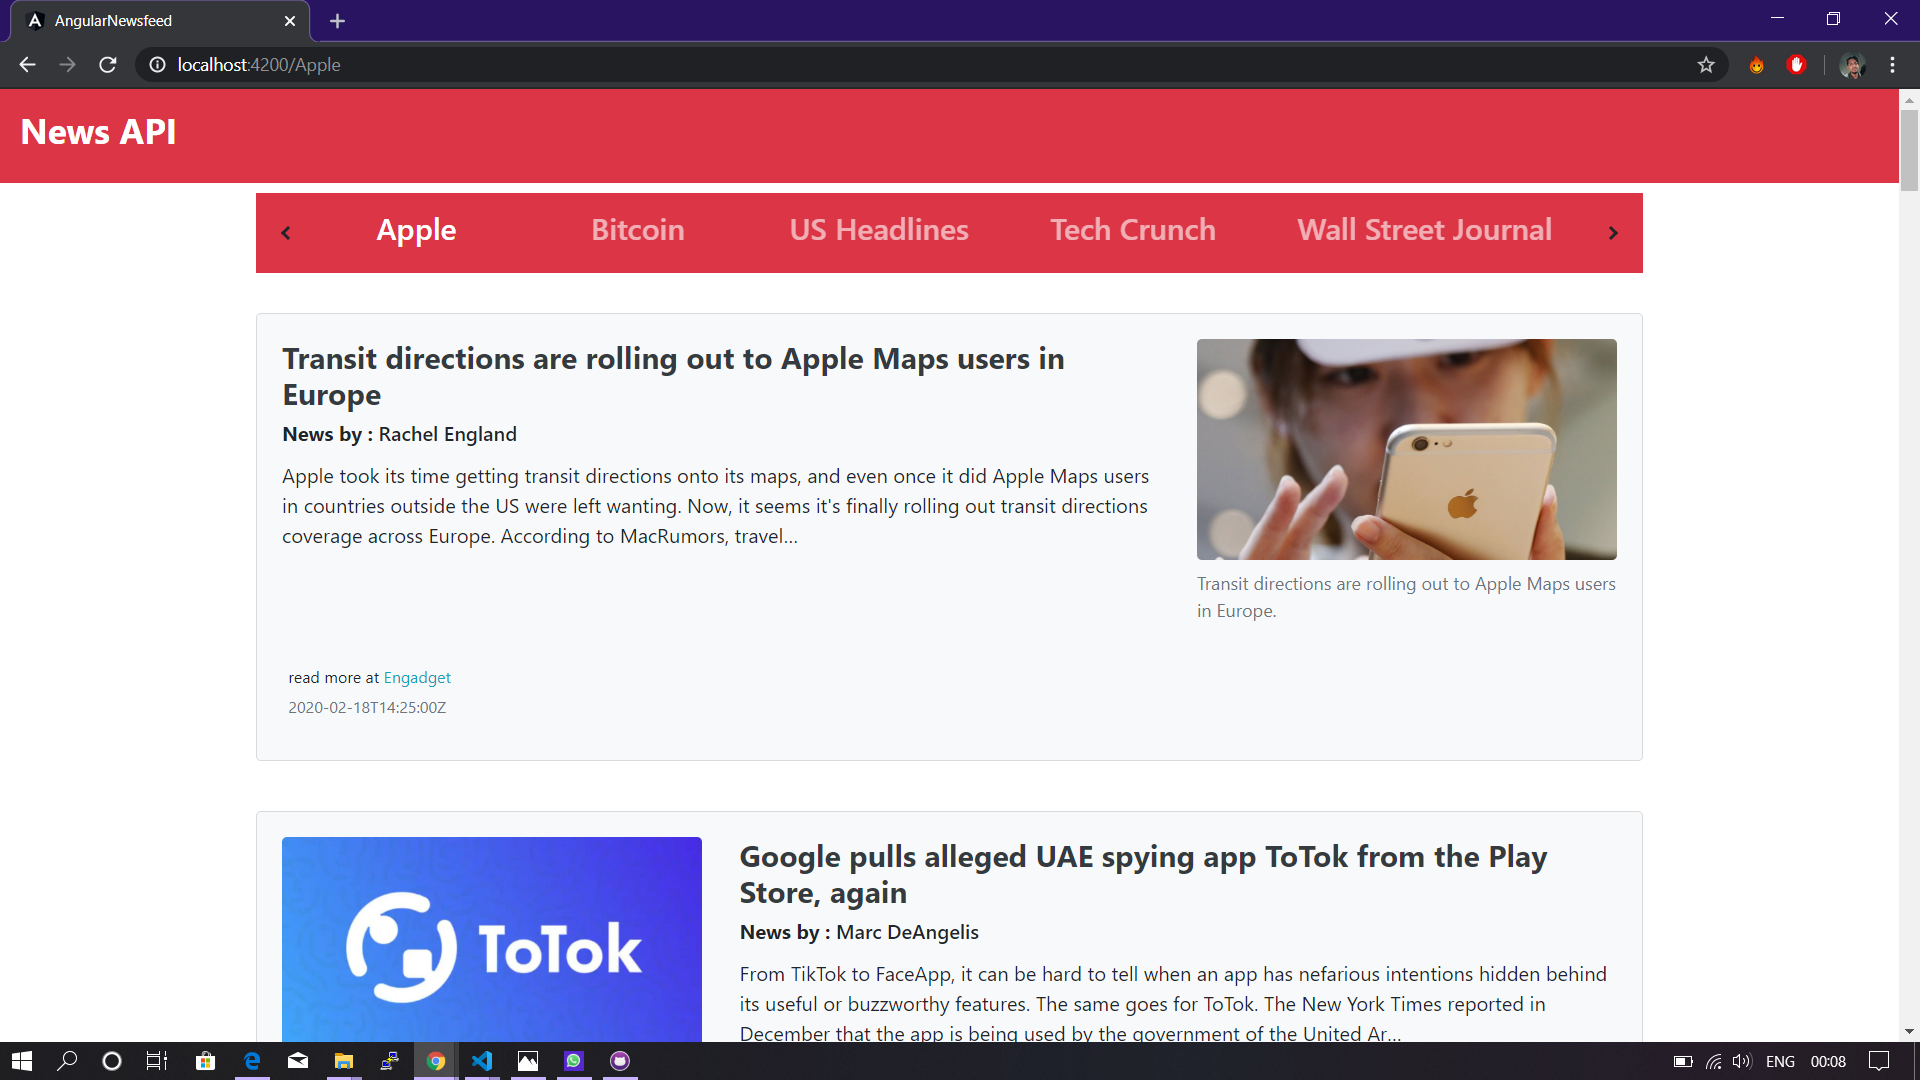 AngularNewsfeed
localhost:4200/Apple
News API
Apple Bitcoin US Headlines Tech Crunch Wall Street Journal
Transit directions are rolling out to Apple Maps users in
Europe
News by : Rachel England
Apple took its time getting transit directions onto its maps, and even once it did Apple Maps users
in countries outside the US were left wanting. Now, it seems it's finally rolling out transit directions
coverage across Europe. According to MacRumors, travel...
Transit directions are rolling out to Apple Maps users
in Europe.
read more at Engadget
2020-02-18T14:25:00Z
ToTok
Google pulls alleged UAE spying app ToTok from the Play
Store, again
News by : Marc DeAngelis
From TikTok to FaceApp, it can be hard to tell when an app has nefarious intentions hidden behind
its useful or buzzworthy features. The same goes for ToTok. The New York Times reported in
December that the app is being used by the government of the United Ar...
ENG 00:08